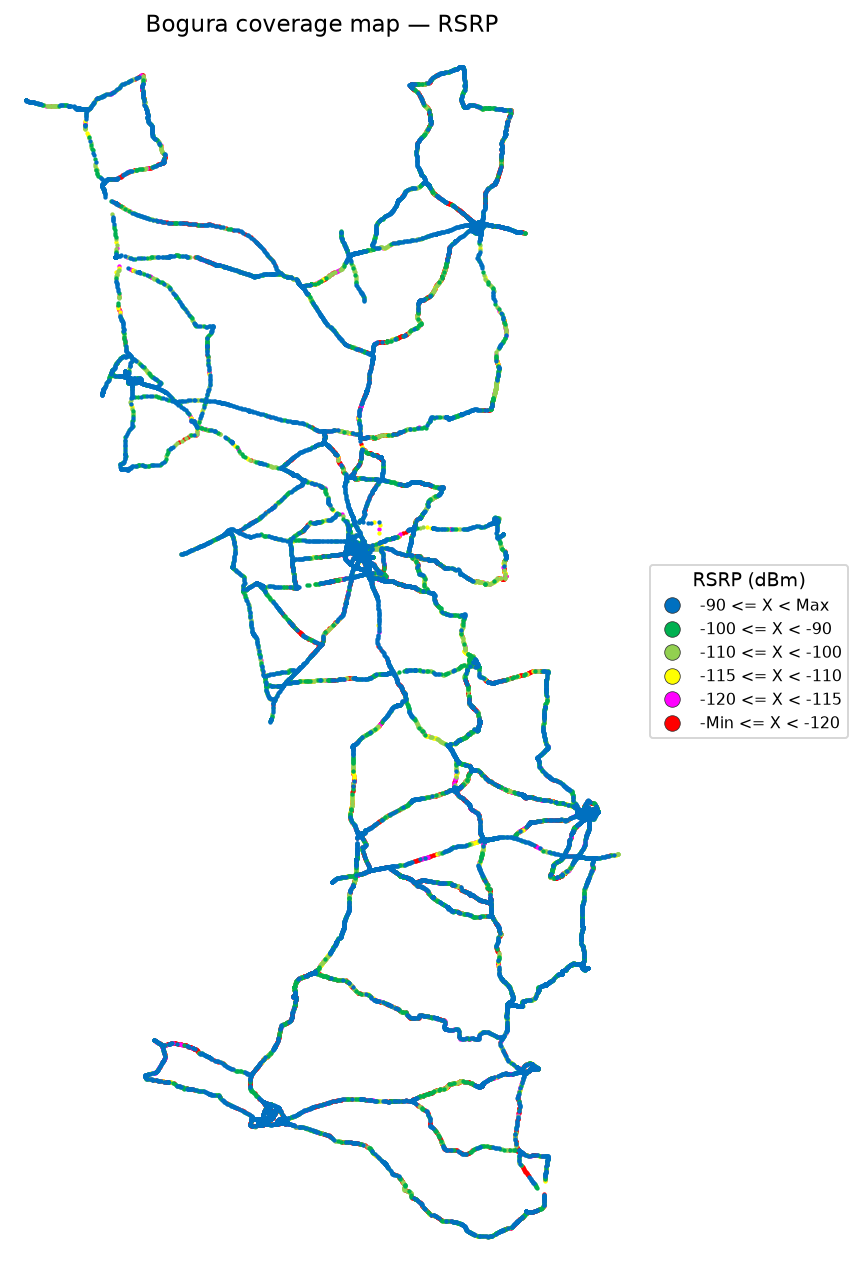 Bogura coverage map — RSRP
RSRP (dBm)
-90 <= X < Max
-100 <= X < -90
-110 <= X < -100
-115 <= X < -110
-120 <= X < -115
-Min <= X < -120